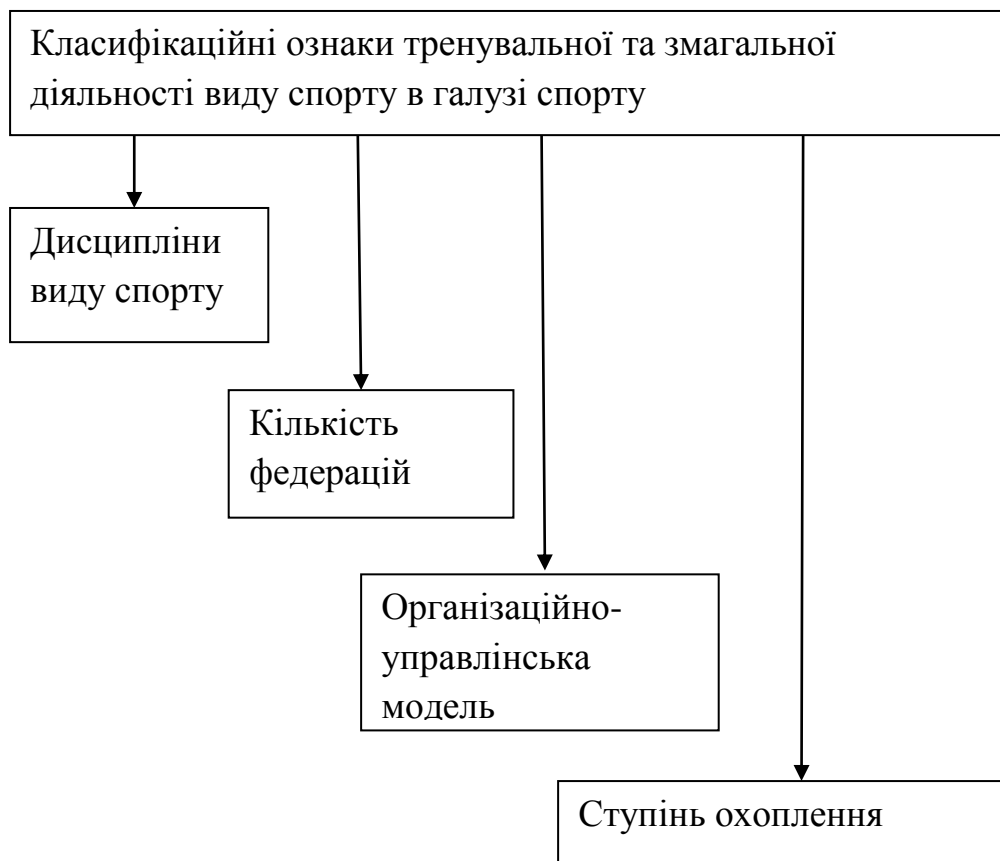 Класифікаційні ознаки тренувальної та змагальної
діяльності виду спорту в галузі спорту
Дисципліни
виду спорту
Кількість
федерацій
Організаційно-
управлінська
модель
Ступінь охоплення